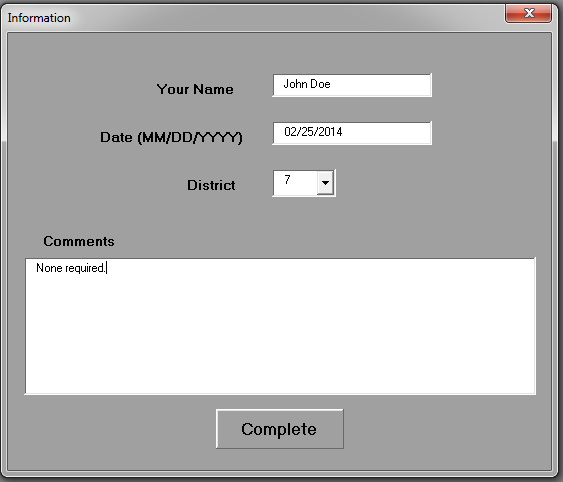 Information
Your Name John Doe
Date (MM/DD/YYYY) 02/25/2014
District 7
Comments
None required.
Complete